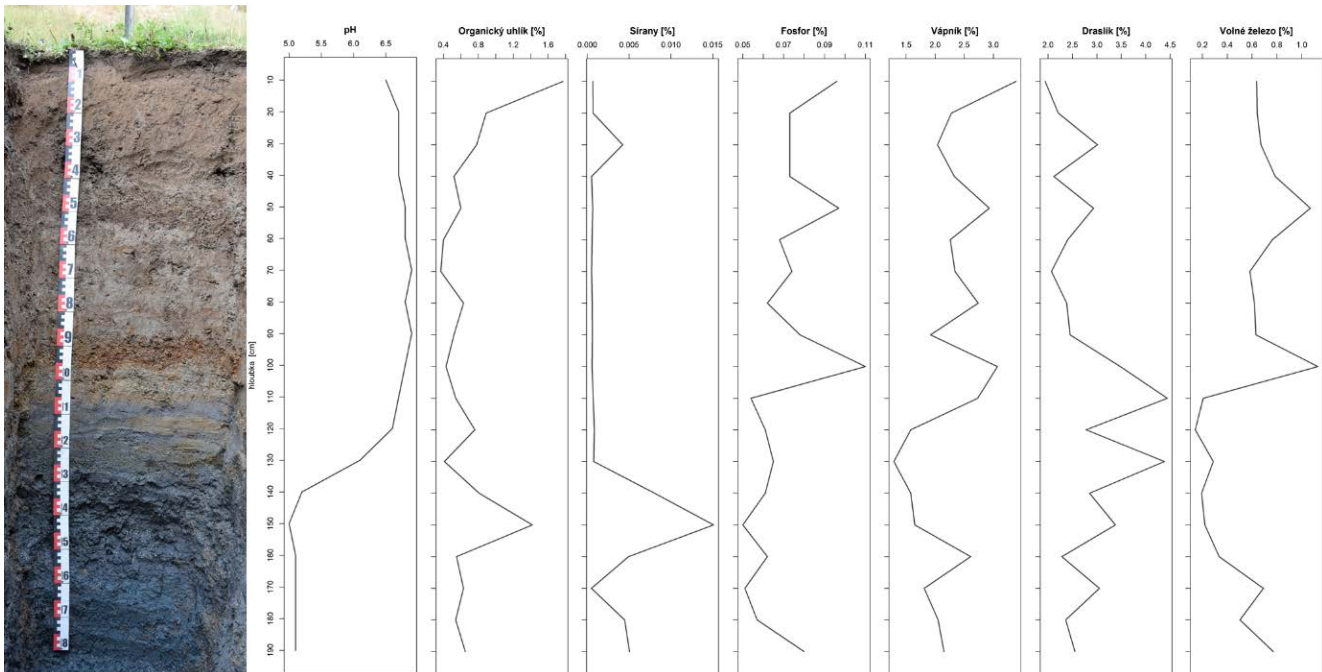 pH
5.0 5.5 6.0 6.5
Organický uhlík [%]
0.4 0.8 1.2 1.6
Sírany [%]
0.000 0.005 0.010 0.015
Fosfor [%]
0.05 0.07 0.09 0.11
Vápník [%]
1.5 2.0 2.5 3.0
Draslík [%]
2.0 2.5 3.0 3.5 4.0 4.5
Volné železo [%]
0.2 0.4 0.6 0.8 1.0
hloubka [cm]
10
20
30
40
50
60
70
80
90
100
110
120
130
140
150
160
170
180
190
1
2
3
4
5
6
7
8
9
0
1
2
3
4
5
6
7
8